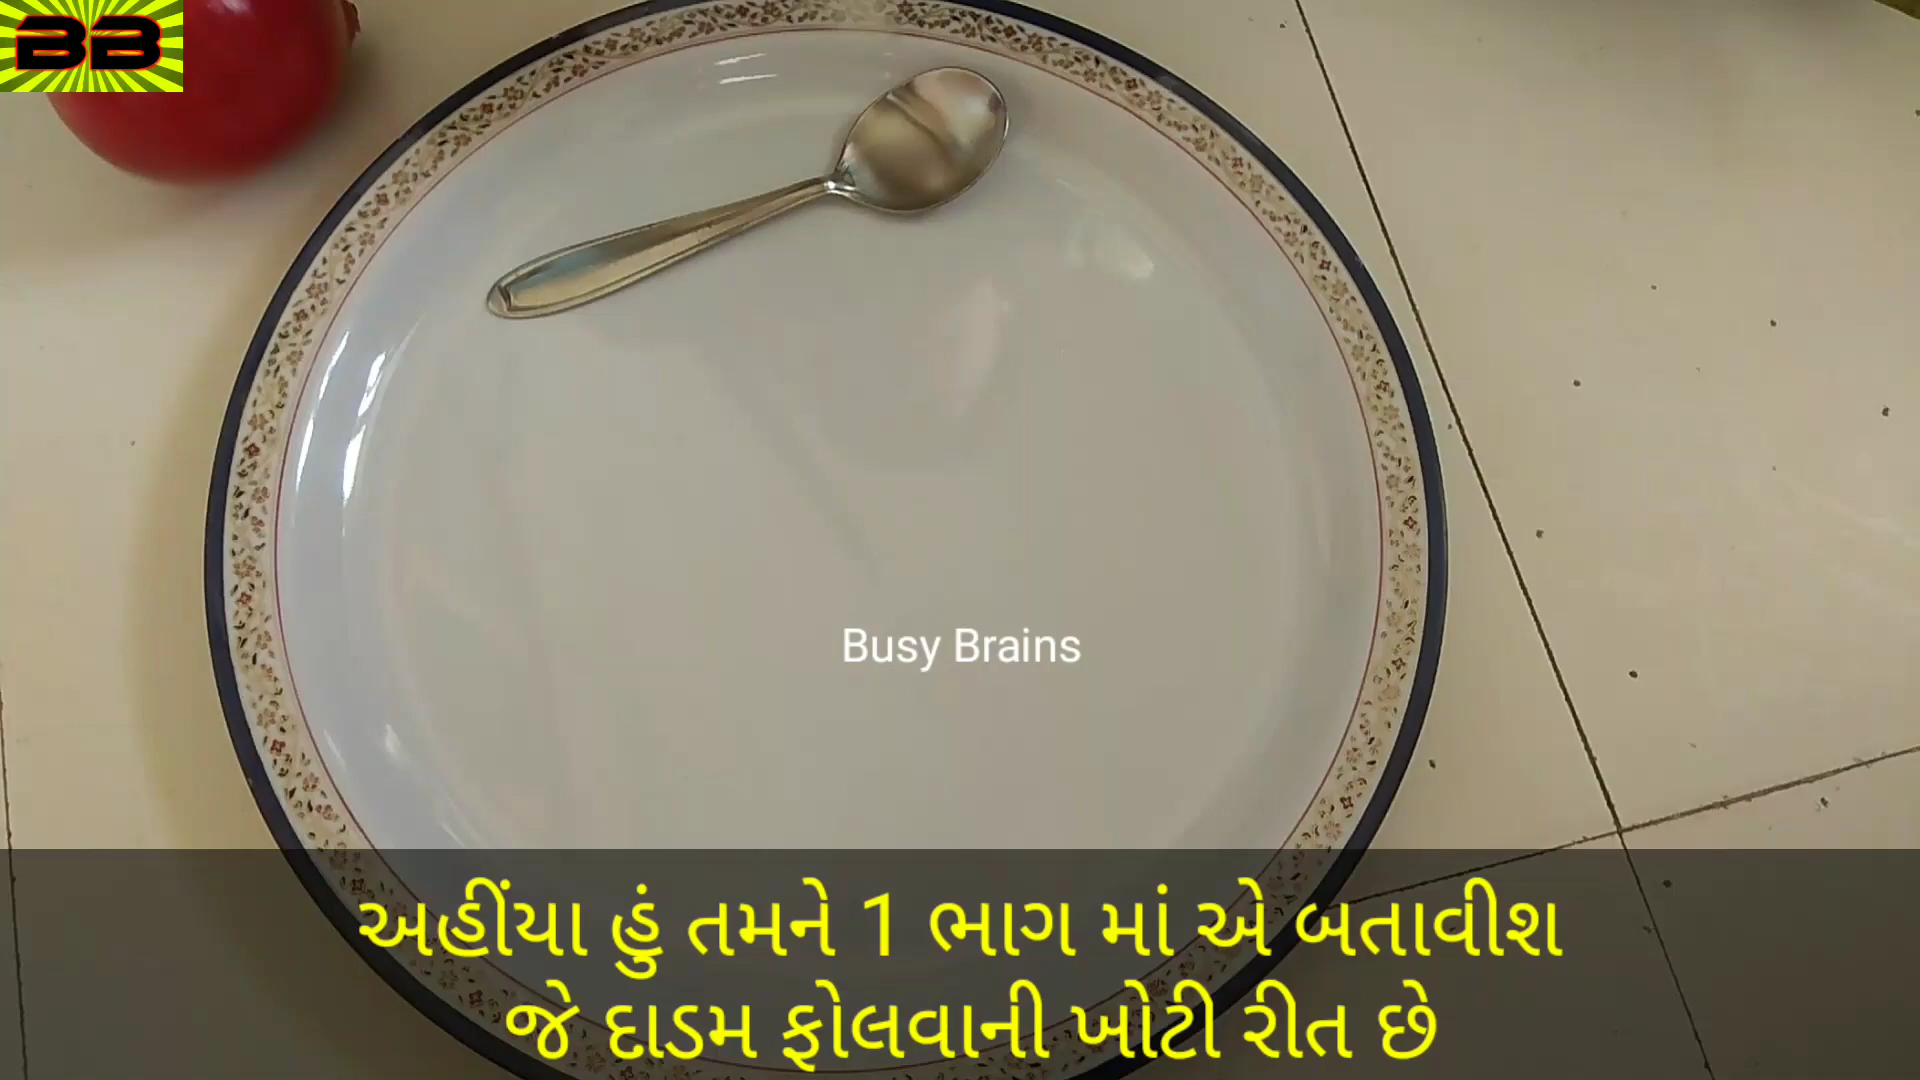 BB
Busy Brains
અહીંયા હું તમને 1 ભાગ માં એ બતાવીશ
જે દાડમ ફોલવાની ખોટી રીત છે